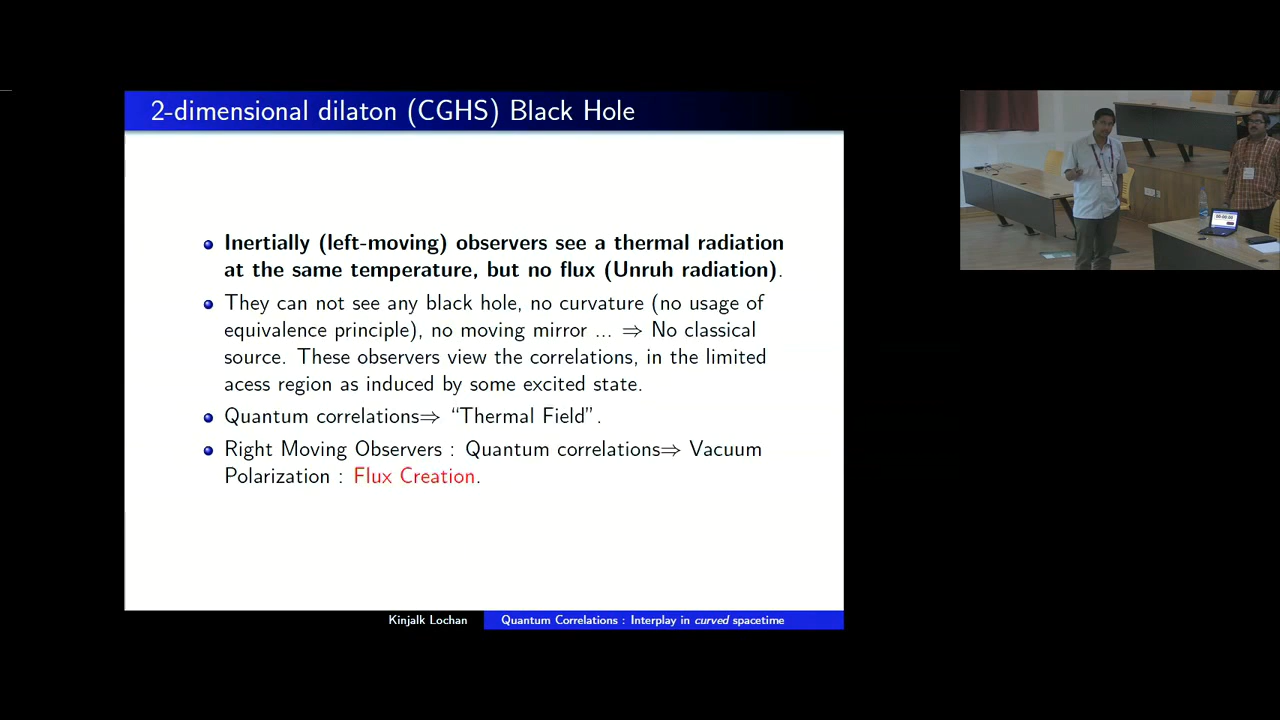 2-dimensional dilaton (CGHS) Black Hole
Inertially (left-moving) observers see a thermal radiation
at the same temperature, but no flux (Unruh radiation).
They can not see any black hole, no curvature (no usage of
equivalence principle), no moving mirror ... ⇒ No classical
source. These observers view the correlations, in the limited
acess region as induced by some excited state.
Quantum correlations⇒ “Thermal Field”.
Right Moving Observers : Quantum correlations⇒ Vacuum
Polarization : Flux Creation.
Kinjalk Lochan
Quantum Correlations : Interplay in curved spacetime